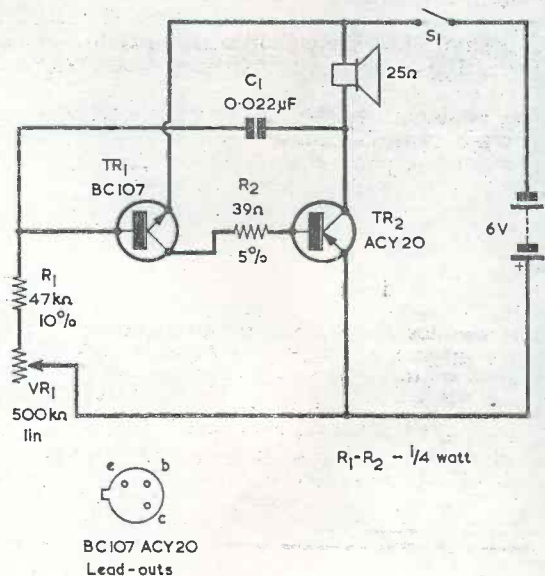 S1
25Ω
C1
0·022μF
TR1
BC107
R2
39Ω
5%
TR2
ACY20
6V
+
R1
47kΩ
10%
VR1
500kΩ
lin
R1-R2 - 1/4 watt
e
b
c
BC107 ACY20
Lead-outs